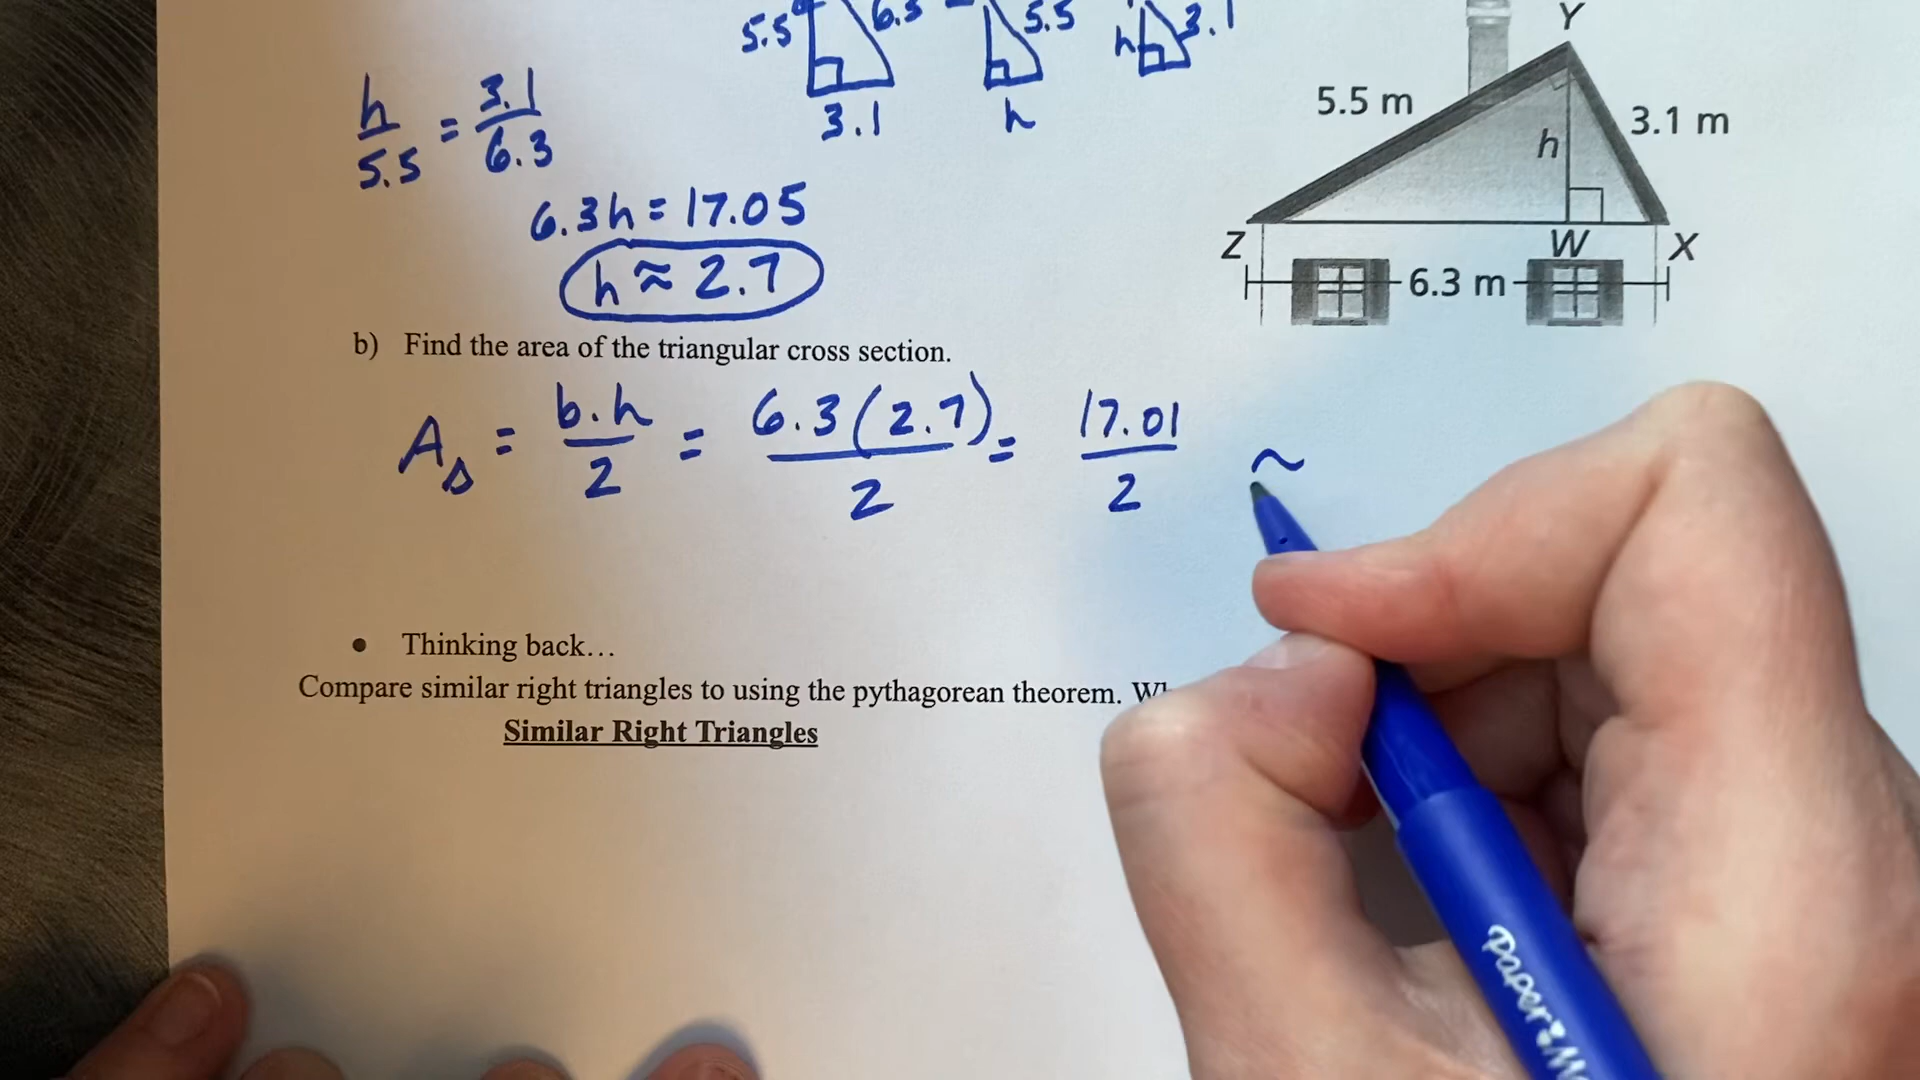 5.5 6.3 5.5 h 3.1
3.1 h
h/5.5 = 3.1/6.3
6.3h = 17.05
h ≈ 2.7
Y
5.5 m
3.1 m
h
Z W X
6.3 m
b) Find the area of the triangular cross section.
A△ = b.h/2 = 6.3(2.7)/2 = 17.01/2 ~
• Thinking back…
Compare similar right triangles to using the pythagorean theorem.
Similar Right Triangles